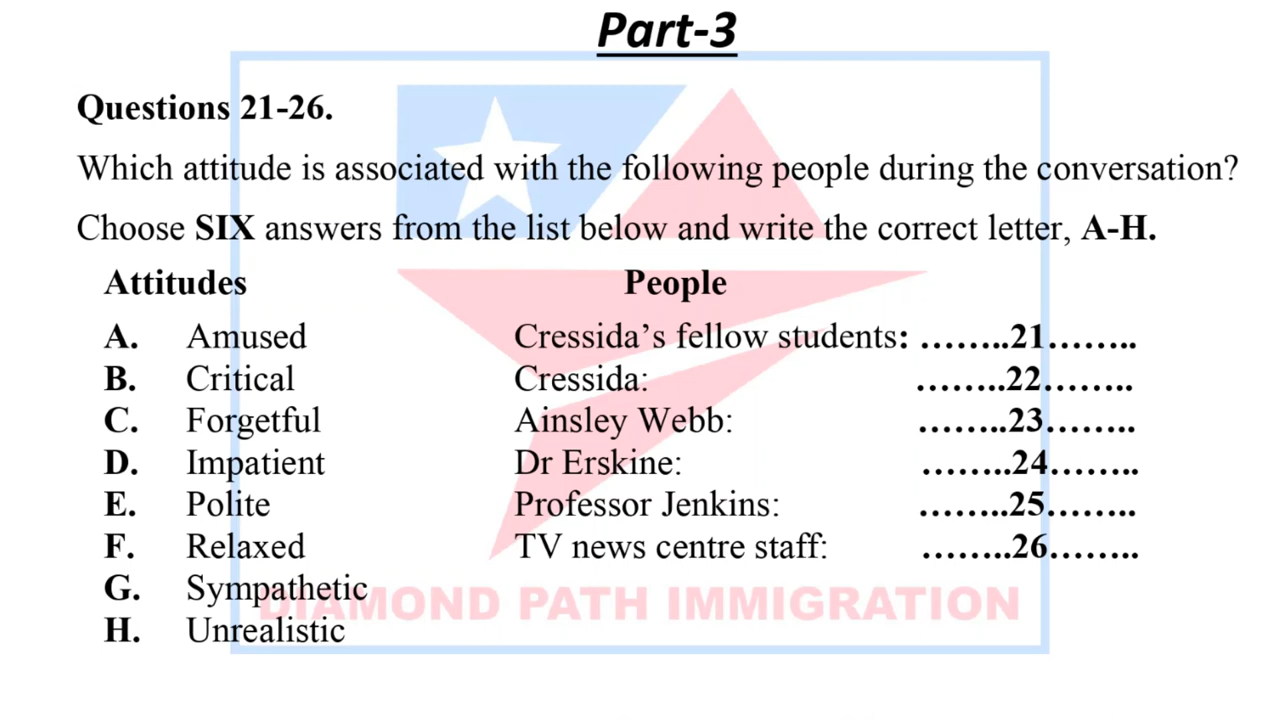 Part-3
Questions 21-26.
Which attitude is associated with the following people during the conversation?
Choose SIX answers from the list below and write the correct letter, A-H.
Attitudes People
A. Amused Cressida’s fellow students: ……..21……..
B. Critical Cressida: ……..22……..
C. Forgetful Ainsley Webb: ……..23……..
D. Impatient Dr Erskine: ……..24……..
E. Polite Professor Jenkins: ……..25……..
F. Relaxed TV news centre staff: ……..26……..
G. Sympathetic
DIAMOND PATH IMMIGRATION
H. Unrealistic